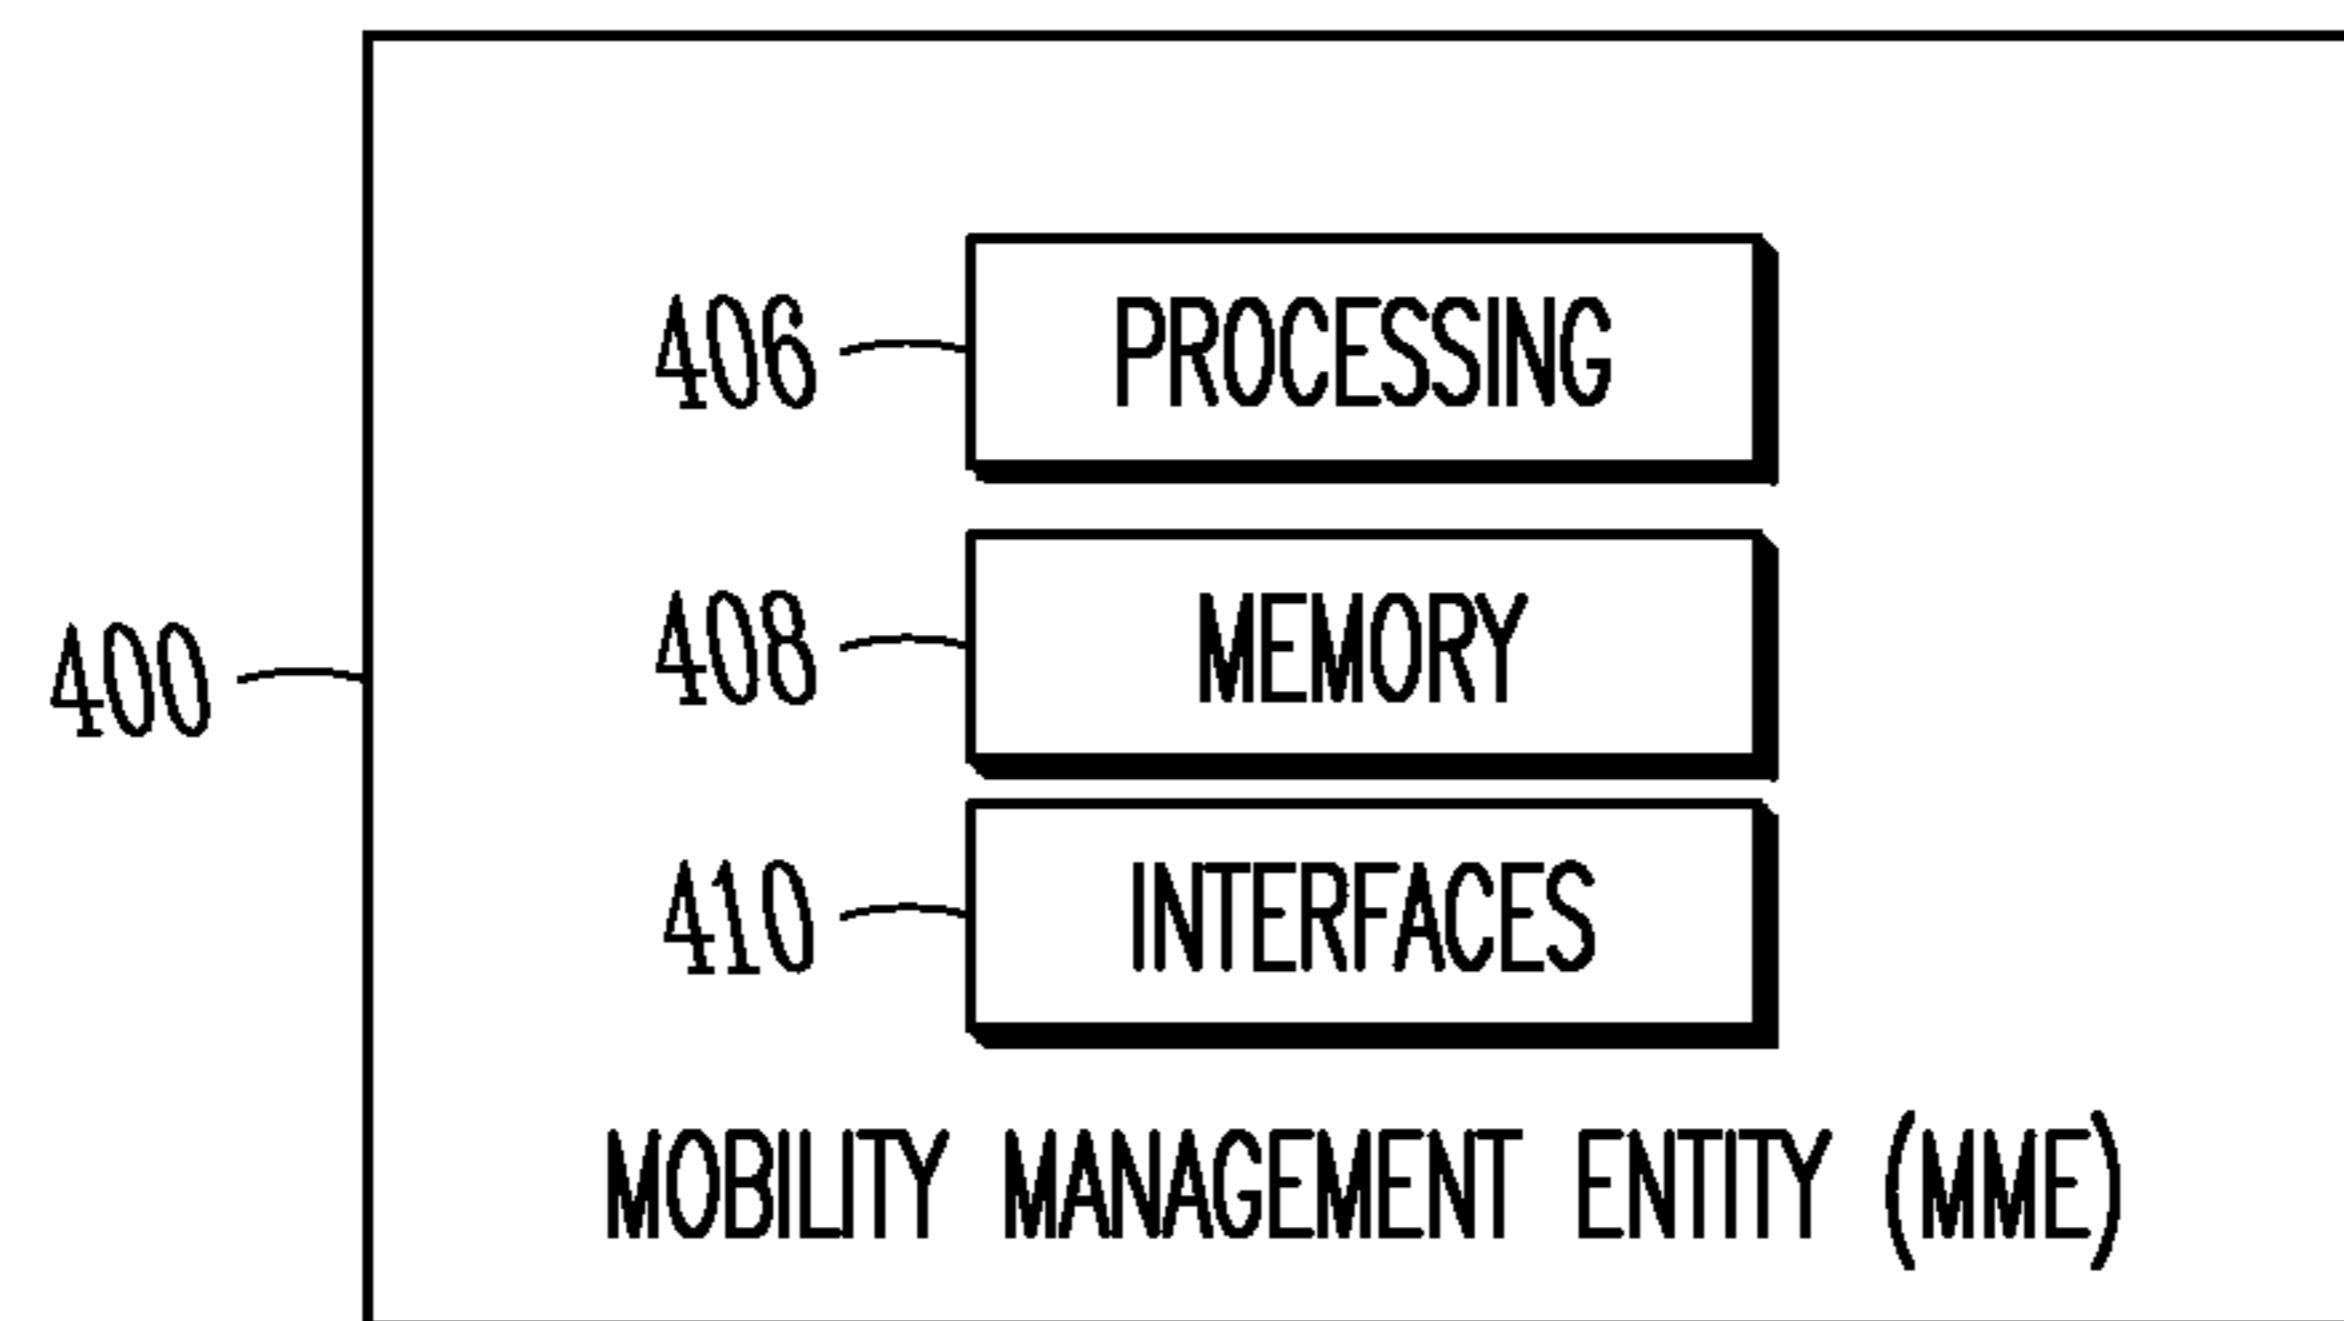 406 PROCESSING
408 MEMORY
400
410 INTERFACES
MOBILITY MANAGEMENT ENTITY (MME)